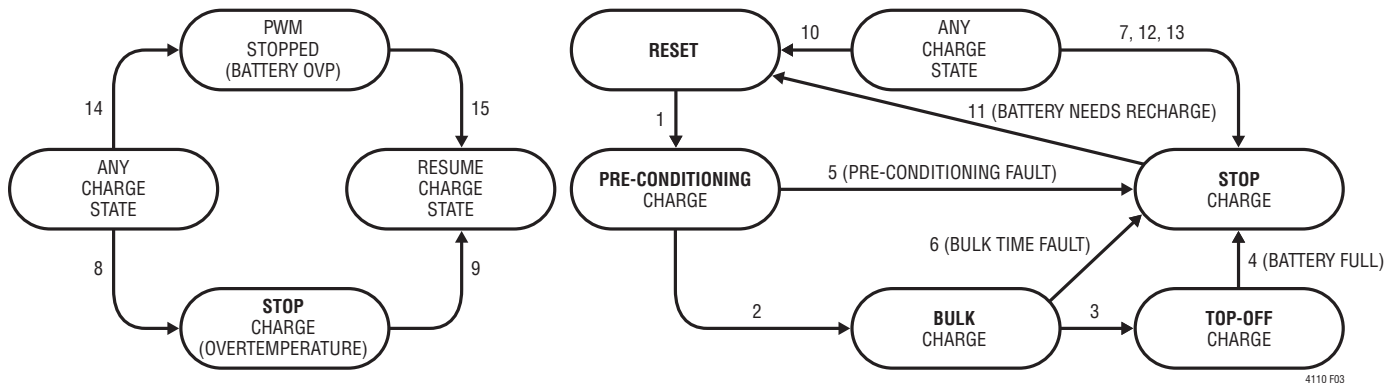 PWM
STOPPED
(BATTERY OVP)
14
15
ANY
CHARGE
STATE
RESUME
CHARGE
STATE
8
9
STOP
CHARGE
(OVERTEMPERATURE)
RESET
10
ANY
CHARGE
STATE
7, 12, 13
11 (BATTERY NEEDS RECHARGE)
1
PRE-CONDITIONING
CHARGE
5 (PRE-CONDITIONING FAULT)
STOP
CHARGE
6 (BULK TIME FAULT)
4 (BATTERY FULL)
2
BULK
CHARGE
3
TOP-OFF
CHARGE
4110 F03